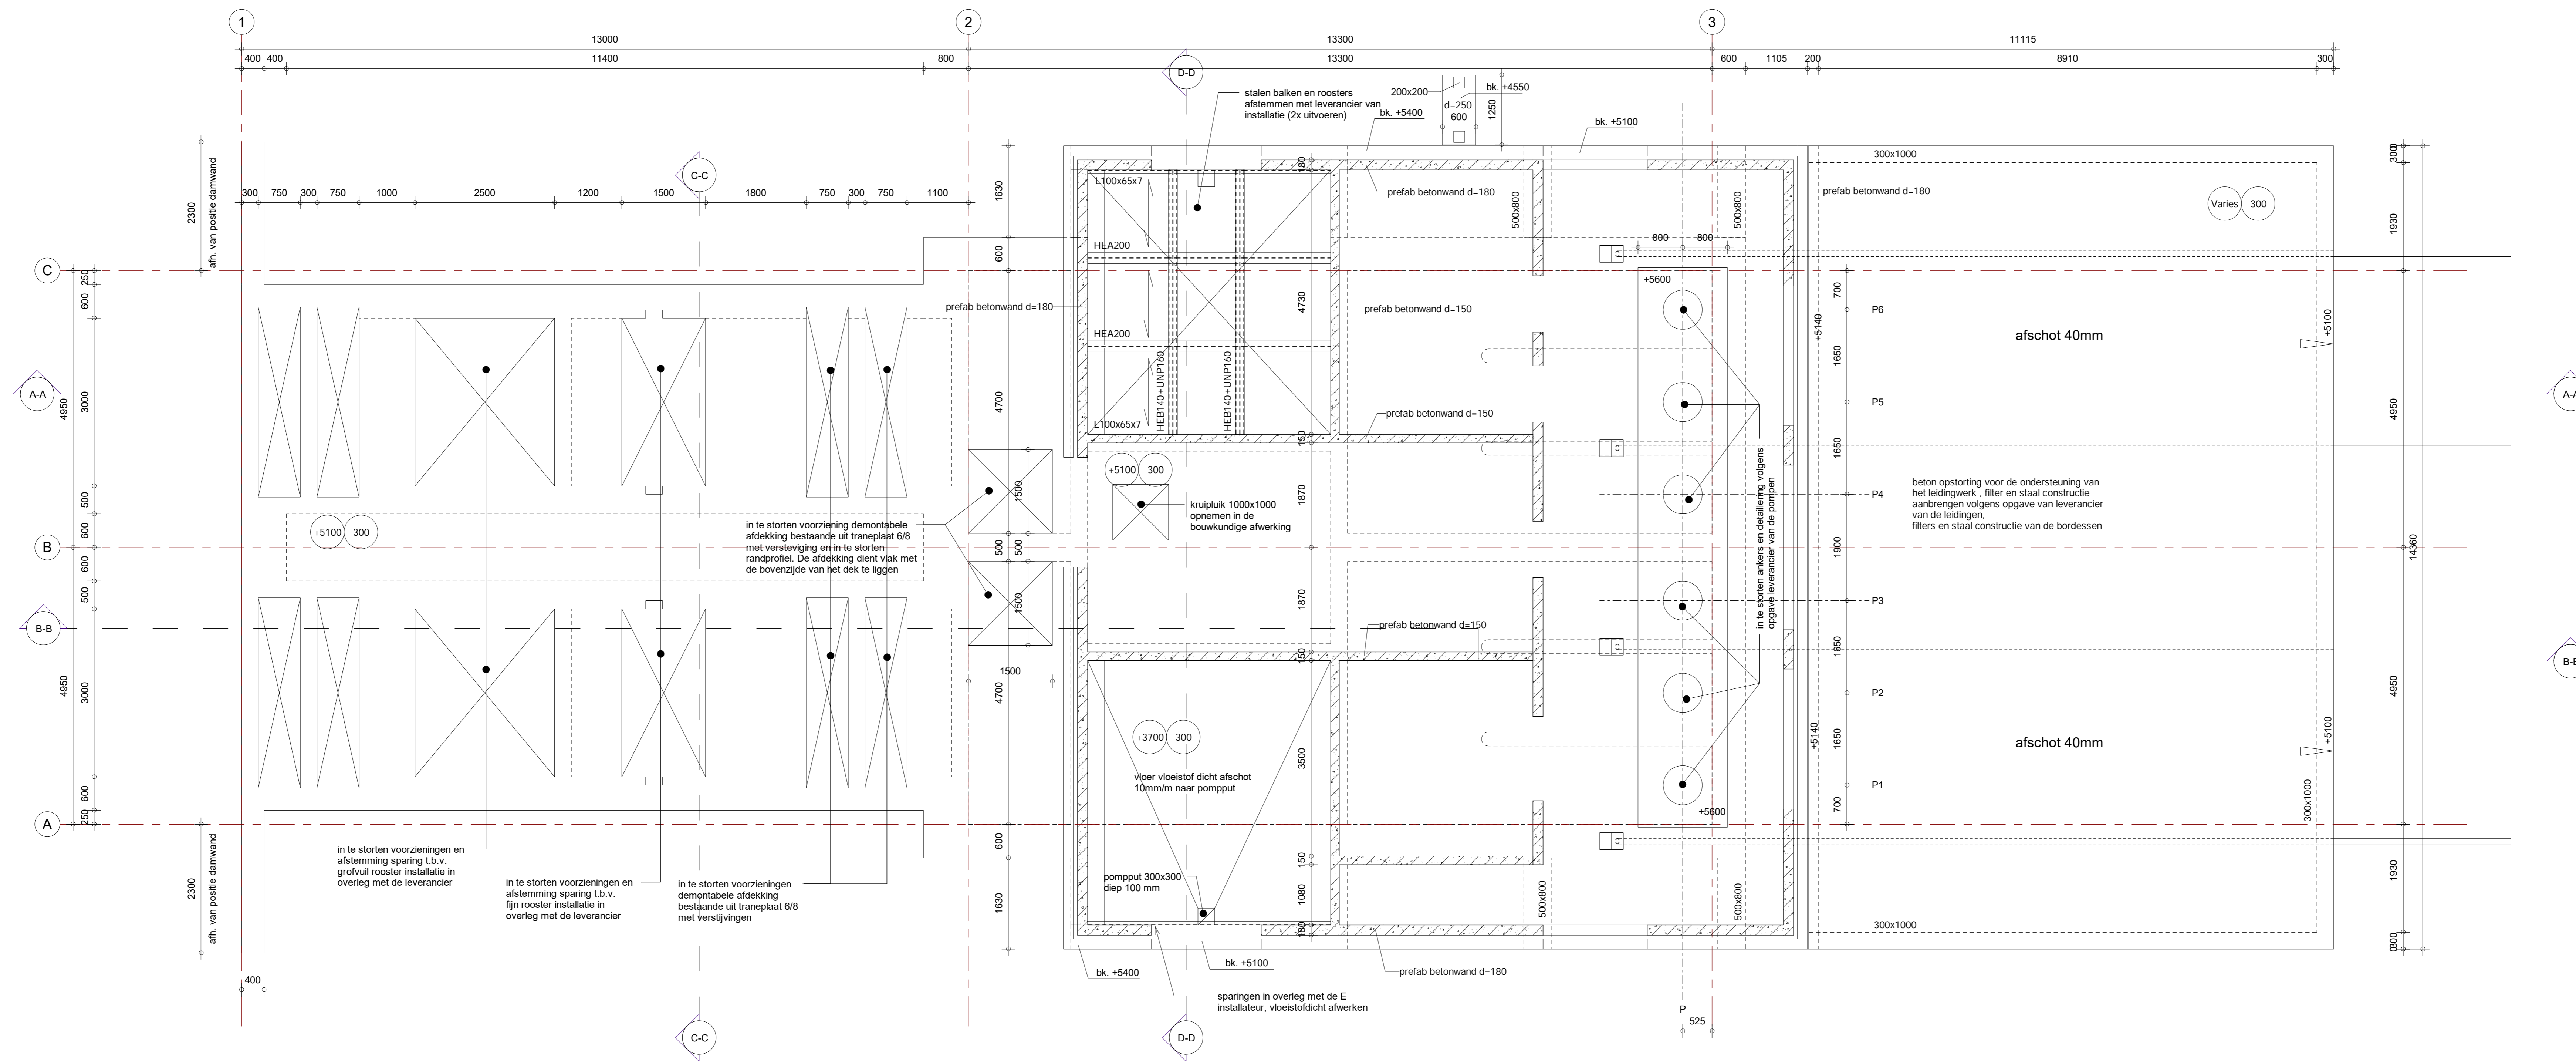 1
2
3
13000
13300
11115
400
400
11400
800
13300
600
1105
200
8910
300
D-D
200x200
bk. +4550
d=250
600
1250
stalen balken en roosters
afstemmen met leverancier van
installatie (2x uitvoeren)
bk. +5400
bk. +5100
C-C
2300
afh. van positie damwand
300
750
300
750
1000
2500
1200
1500
1800
750
300
750
1100
1630
180
L100x65x7
prefab betonwand d=180
500x800
500x800
prefab betonwand d=180
300x1000
Varies
300
300
1930
HEA200
600
800
800
C
250
600
+5600
700
P6
prefab betonwand d=180
4730
prefab betonwand d=150
HEA200
+5140
afschot 40mm
+5100
1650
HEB140+UNP160
HEB140+UNP160
A-A
4950
3000
4700
P5
4950
A-A
L100x65x7
prefab betonwand d=150
150
1650
+5100
300
500
1500
1870
P4
in te storten ankers en detaillering volgens
opgave leverancier van de pompen
beton opstorting voor de ondersteuning van
het leidingwerk , filter en staal constructie
aanbrengen volgens opgave van leverancier
van de leidingen,
filters en staal constructie van de bordessen
kruipluik 1000x1000
opnemen in de
bouwkundige afwerking
+5100
300
600
in te storten voorziening demontabele
afdekking bestaande uit traneplaat 6/8
met versteviging en in te storten
randprofiel. De afdekking dient vlak met
de bovenzijde van het dek te liggen
B
500
500
1900
14360
600
500
1500
1870
P3
B-B
prefab betonwand d=150
150
1650
B-B
1500
4950
3000
4700
P2
4950
+3700
300
+5140
1650
afschot 40mm
+5100
3500
vloer vloeistof dicht afschot
10mm/m naar pompput
P1
600
250
A
700
+5600
300x1000
2300
afh. van positie damwand
in te storten voorzieningen en
afstemming sparing t.b.v.
grofvuil rooster installatie in
overleg met de leverancier
in te storten voorzieningen en
afstemming sparing t.b.v.
fijn rooster installatie in
overleg met de leverancier
in te storten voorzieningen
demontabele afdekking
bestaande uit traneplaat 6/8
met verstijvingen
600
150
1930
pompput 300x300
diep 100 mm
1080
1630
500x800
500x800
180
300x1000
300
bk. +5400
bk. +5100
prefab betonwand d=180
400
sparingen in overleg met de E
installateur, vloeistofdicht afwerken
P
525
C-C
D-D